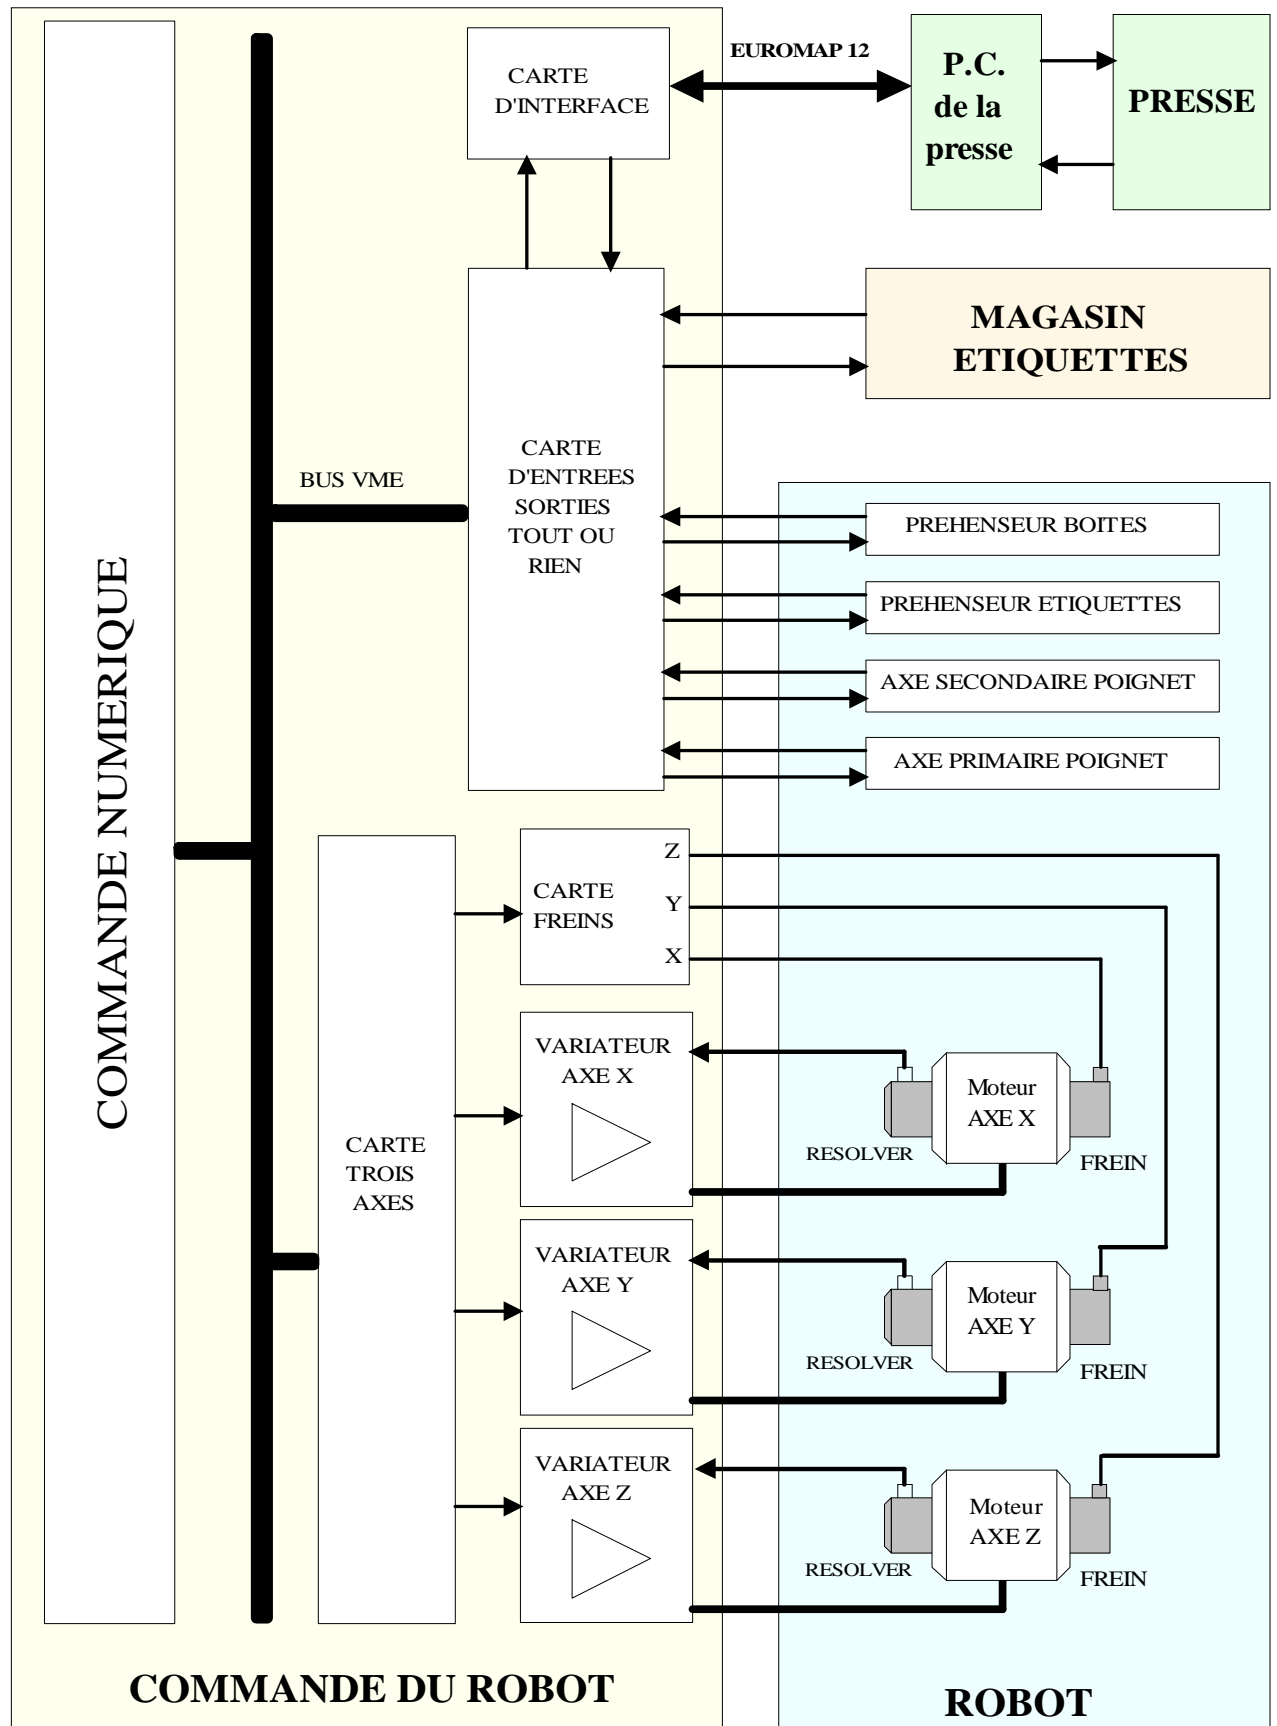 CARTE
D'INTERFACE
EUROMAP 12
P.C.
de la
presse
PRESSE
MAGASIN
ETIQUETTES
COMMANDE NUMERIQUE
BUS VME
CARTE
D'ENTREES
SORTIES
TOUT OU
RIEN
PREHENSEUR BOITES
PREHENSEUR ETIQUETTES
AXE SECONDAIRE POIGNET
AXE PRIMAIRE POIGNET
CARTE
FREINS
Z
Y
X
CARTE
TROIS
AXES
VARIATEUR
AXE X
Moteur
AXE X
RESOLVER
FREIN
VARIATEUR
AXE Y
Moteur
AXE Y
RESOLVER
FREIN
VARIATEUR
AXE Z
Moteur
AXE Z
RESOLVER
FREIN
COMMANDE DU ROBOT
ROBOT